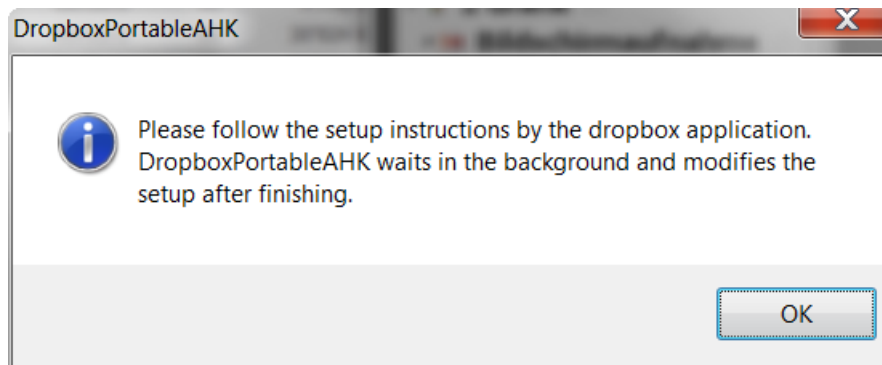 DropboxPortableAHK
Please follow the setup instructions by the dropbox application.
DropboxPortableAHK waits in the background and modifies the
setup after finishing.
OK